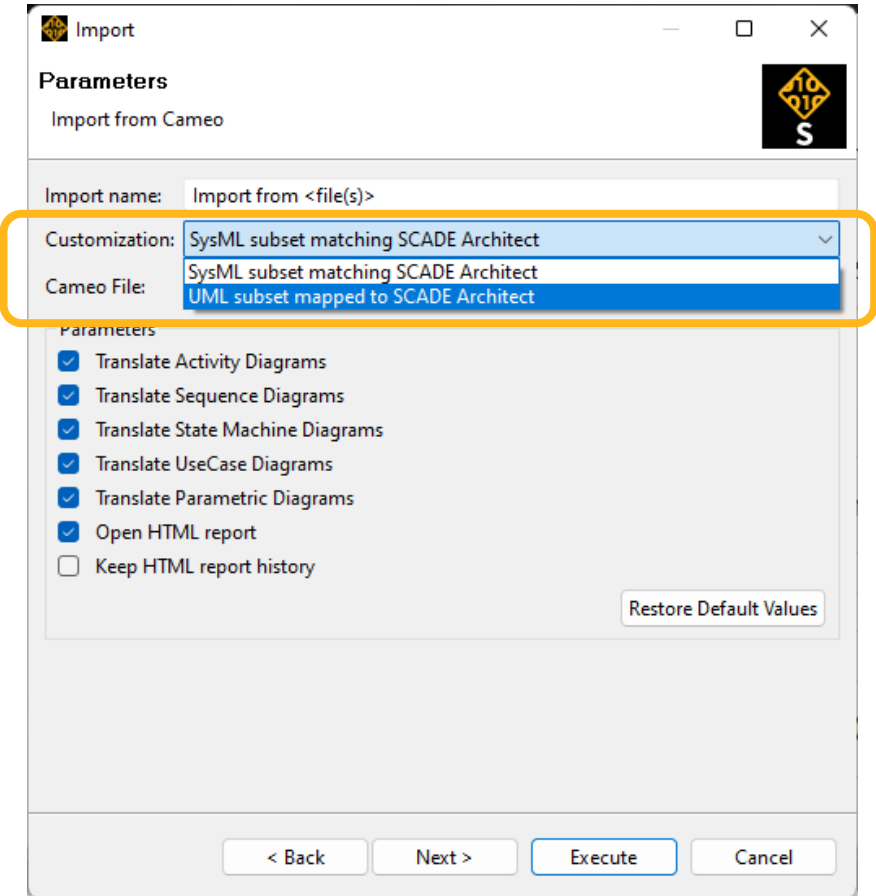 Import
Parameters
Import from Cameo
10
010
S
Import name: Import from <file(s)>
Customization: SysML subset matching SCADE Architect
SysML subset matching SCADE Architect
Cameo File:
UML subset mapped to SCADE Architect
Parameters
Translate Activity Diagrams
Translate Sequence Diagrams
Translate State Machine Diagrams
Translate UseCase Diagrams
Translate Parametric Diagrams
Open HTML report
Keep HTML report history
Restore Default Values
< Back Next > Execute Cancel